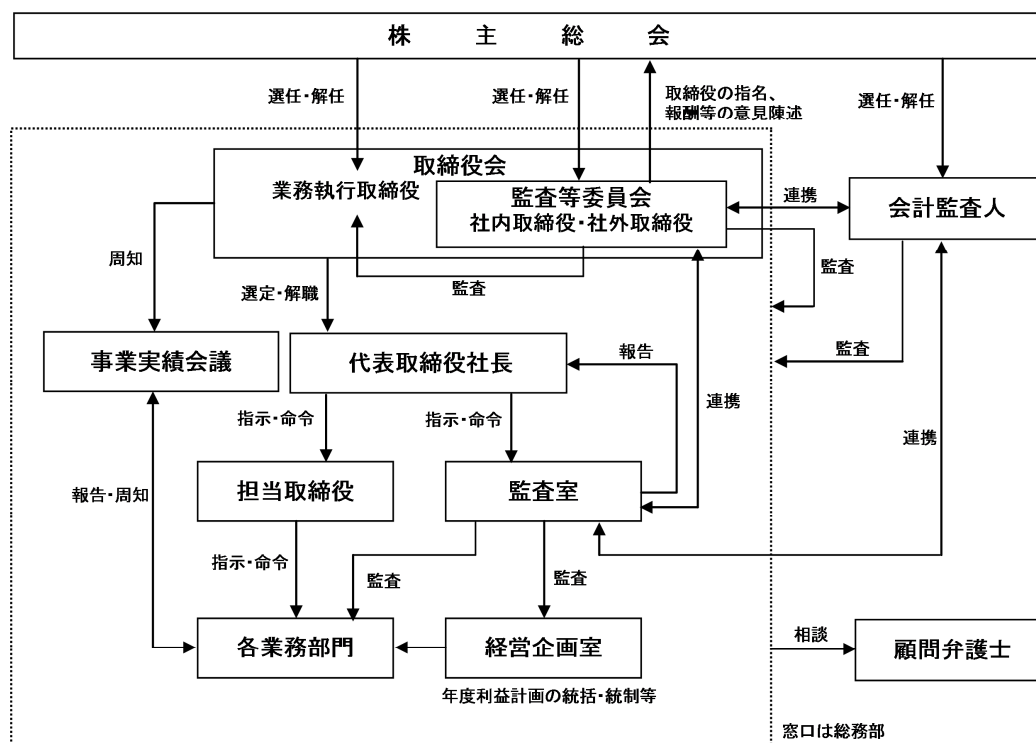 株主総会
選任・解任
選任・解任
取締役の指名、
報酬等の意見陳述
選任・解任
取締役会
業務執行取締役
監査等委員会
社内取締役・社外取締役
連携
会計監査人
周知
選定・解職
監査
監査
事業実績会議
代表取締役社長
報告
監査
指示・命令
指示・命令
連携
連携
報告・周知
担当取締役
監査室
指示・命令
監査
監査
各業務部門
経営企画室
相談
顧問弁護士
年度利益計画の統括・統制等
窓口は総務部